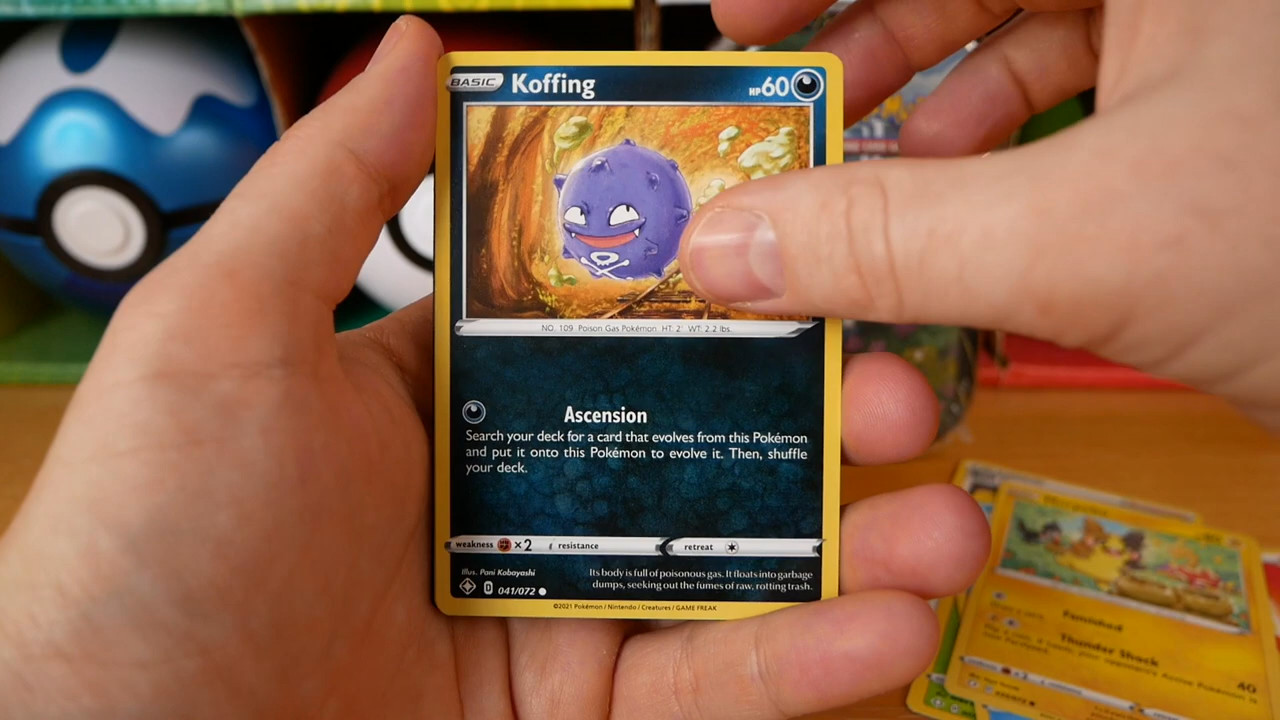 BASIC Koffing HP60
NO. 109 Poison Gas Pokémon HT: 2' WT: 2.2 lbs.
Ascension
Search your deck for a card that evolves from this Pokémon
and put it onto this Pokémon to evolve it. Then, shuffle
your deck.
weakness ×2 resistance retreat
Illus. Pani Kobayashi
Its body is full of poisonous gas. It floats into garbage
dumps, seeking out the fumes of raw, rotting trash.
D 041/072
©2021 Pokémon / Nintendo / Creatures / GAME FREAK
Famished
Thunder Shock
40